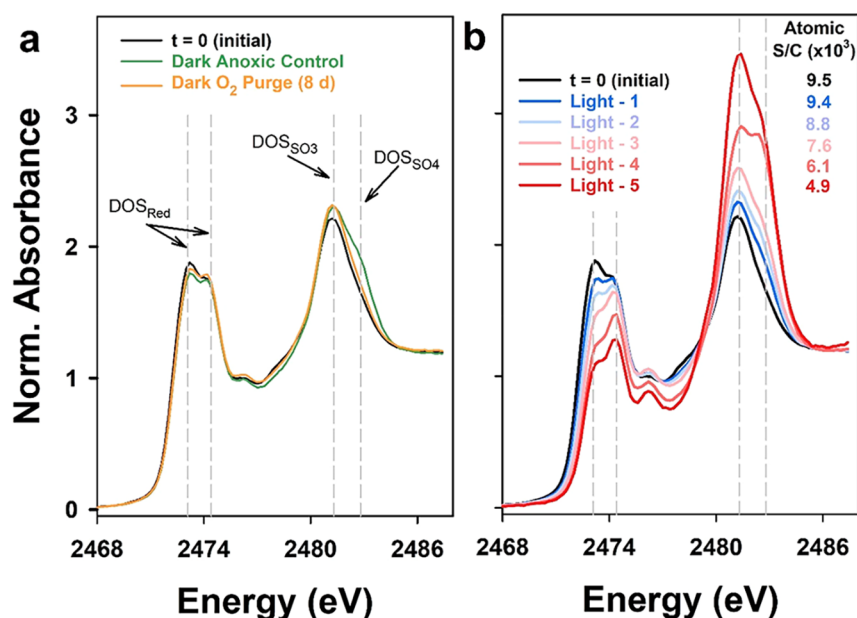 a
t = 0 (initial)
Dark Anoxic Control
Dark O2 Purge (8 d)
DOSRed
DOSSO3
DOSSO4
3
2
1
0
Norm. Absorbance
2468 2474 2480 2486
Energy (eV)
b
Atomic
S/C (x10^3)
t = 0 (initial) 9.5
Light - 1 9.4
Light - 2 8.8
Light - 3 7.6
Light - 4 6.1
Light - 5 4.9
2468 2474 2480 2486
Energy (eV)